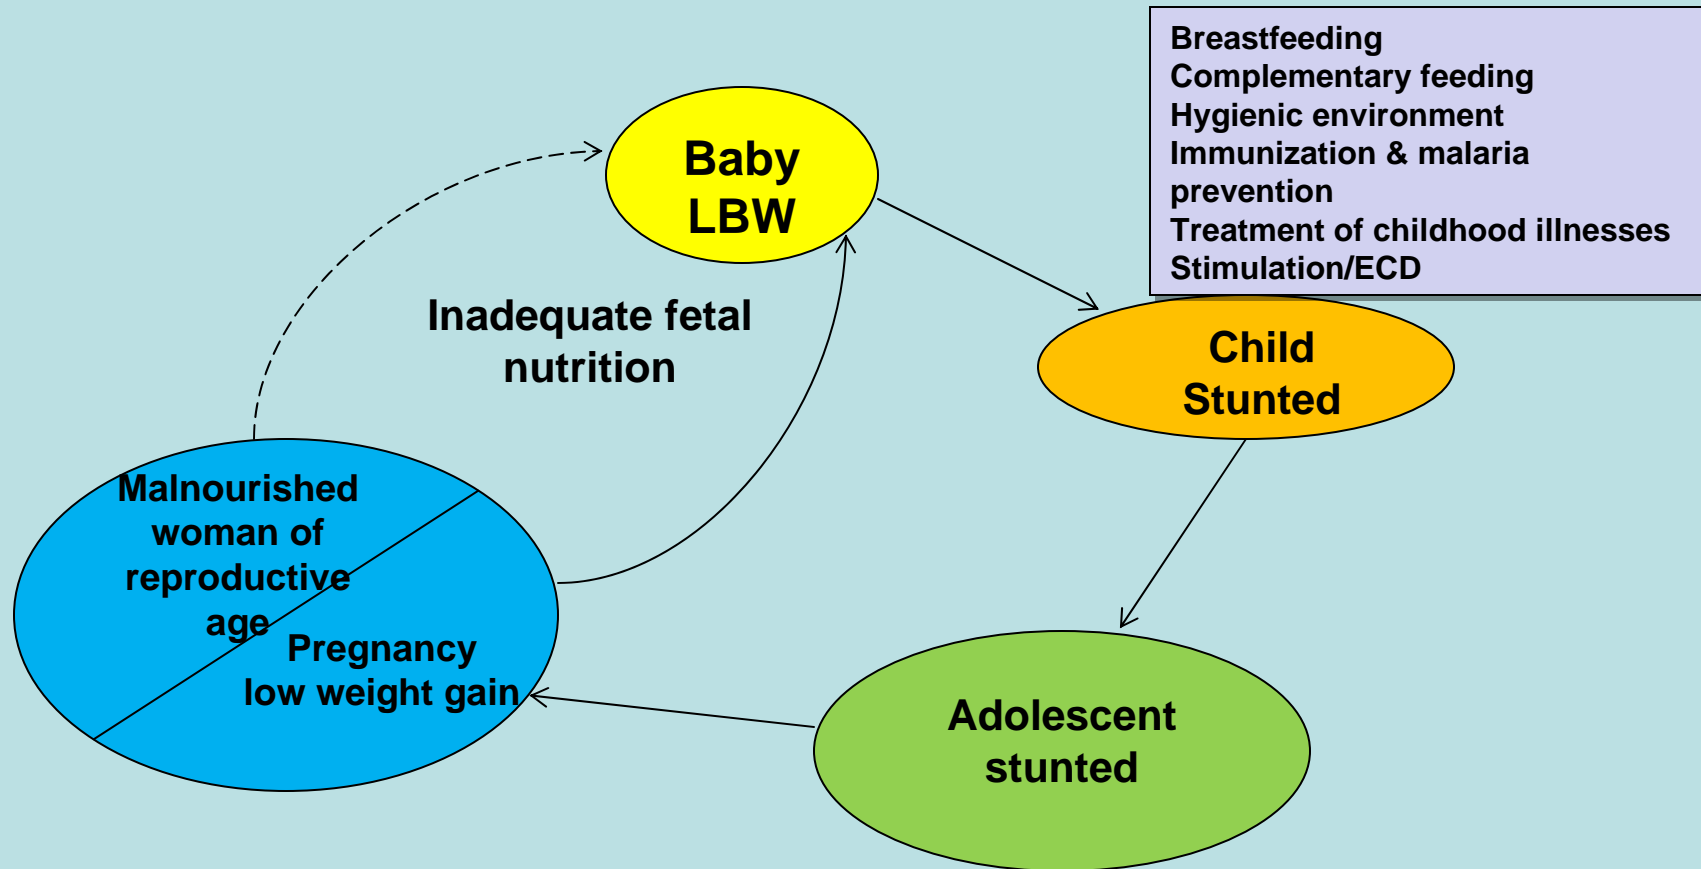 Breastfeeding
Complementary feeding
Hygienic environment
Immunization & malaria
prevention
Treatment of childhood illnesses
Stimulation/ECD
Baby
LBW
Inadequate fetal
nutrition
Child
Stunted
Malnourished
woman of
reproductive
age
Pregnancy
low weight gain
Adolescent
stunted